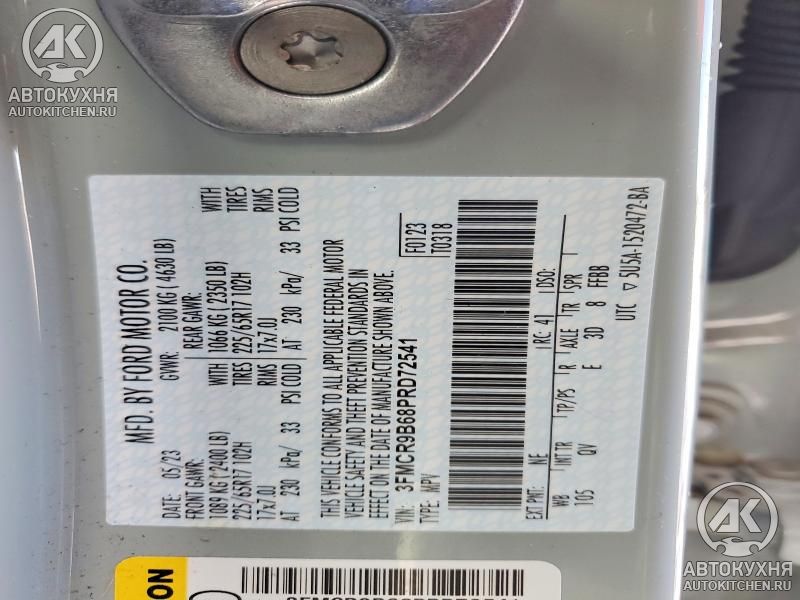 AK
АВТОКУХНЯ
AUTOKITCHEN.RU
MFD. BY FORD MOTOR CO.
DATE: 05/23 GVWR: 2100 KG (4630 LB)
FRONT GAWR: REAR GAWR:
1089 KG (2400 LB) WITH 1066 KG (2350 LB) WITH
225/65R17 102H TIRES 225/65R17 102H TIRES
17x7.0J RIMS 17x7.0J RIMS
AT 230 kPa/ 33 PSI COLD AT 230 kPa/ 33 PSI COLD
THIS VEHICLE CONFORMS TO ALL APPLICABLE FEDERAL MOTOR
VEHICLE SAFETY AND THEFT PREVENTION STANDARDS IN
EFFECT ON THE DATE OF MANUFACTURE SHOWN ABOVE.
VIN: 3FMCR9B68PRD72541 F0123
TYPE: MPV T0318
EXT PNT: NE RC: 41 DSO:
WB INT TR TP/PS R AXLE TR SPR
105 QV E 3D 8 FFBB
UTC ▽ 5U5A-1520472-BA
AK
АВТОКУХНЯ
AUTOKITCHEN.RU